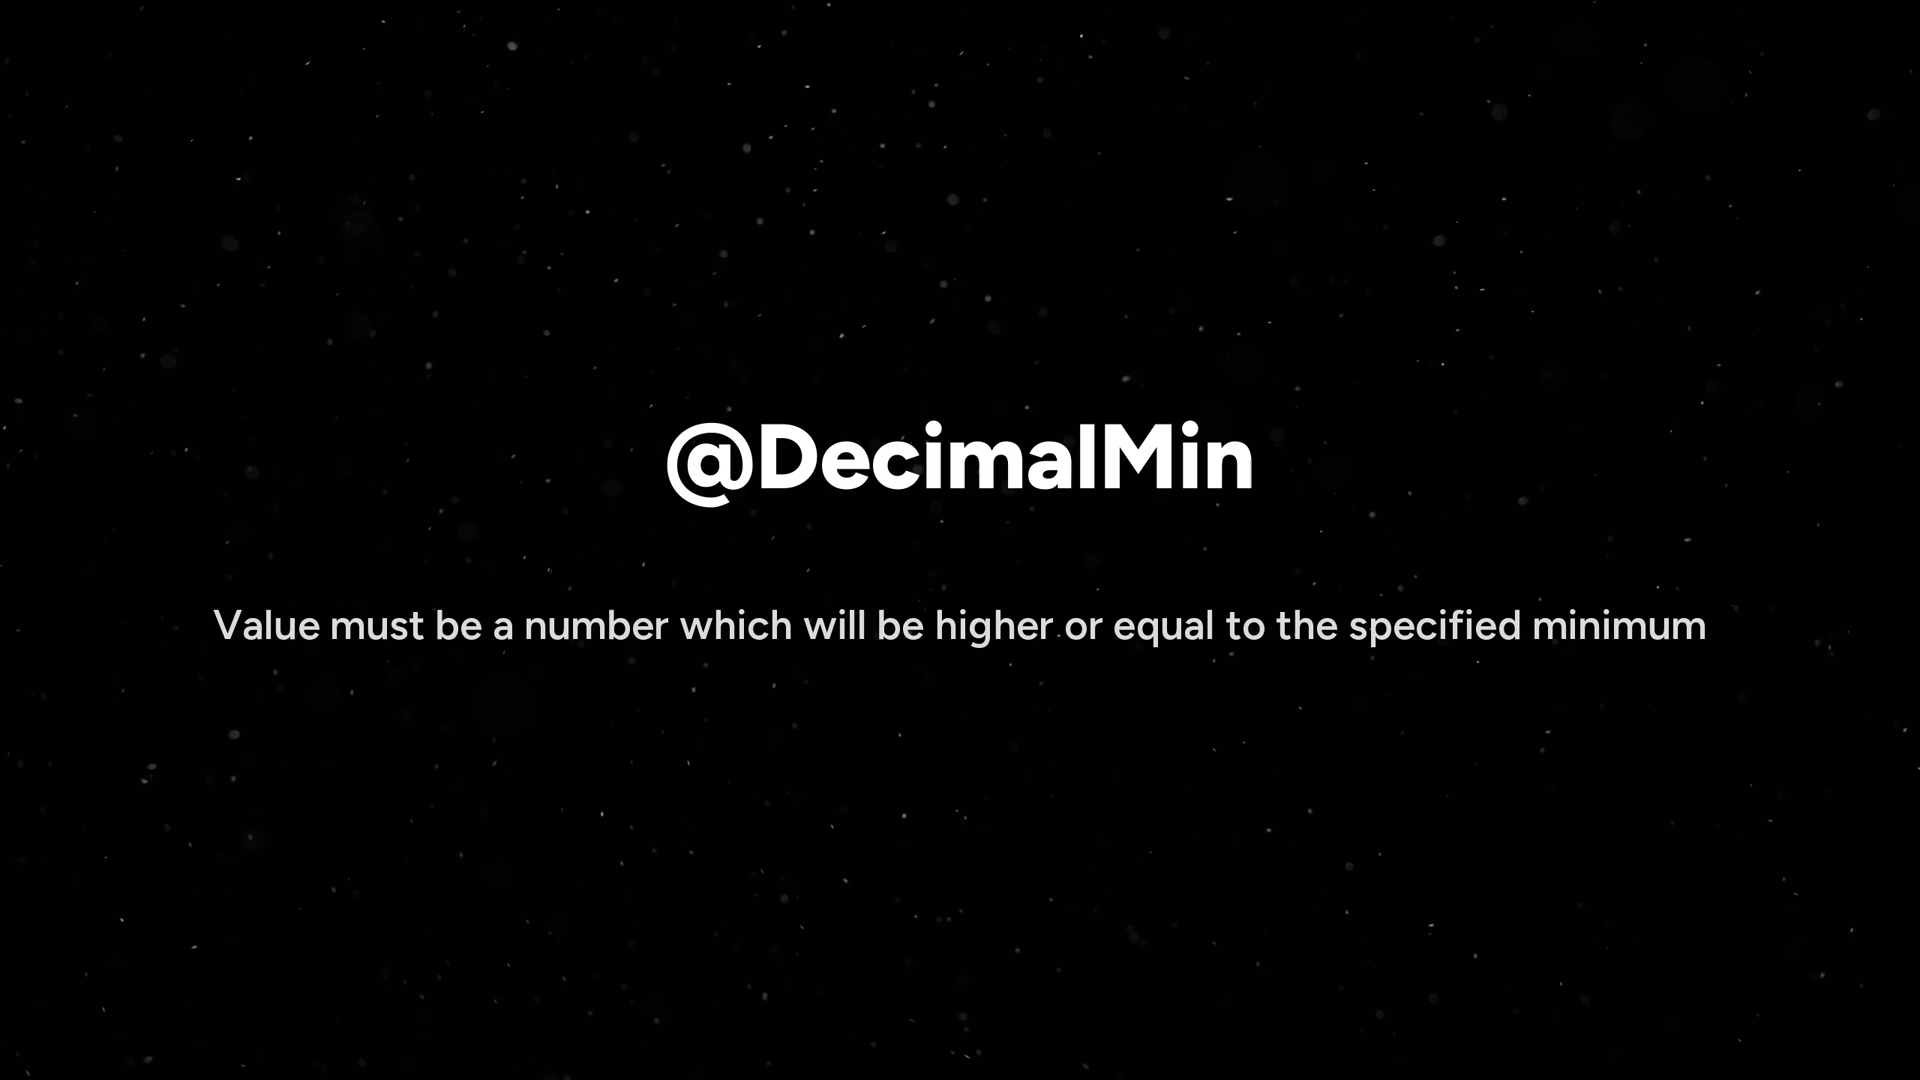 @DecimalMin
Value must be a number which will be higher or equal to the specified minimum